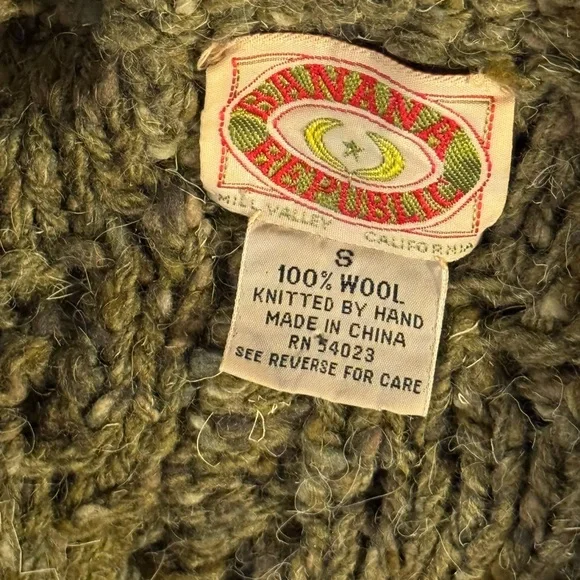 BANANA
REPUBLIC
MILL VALLEY CALIFORNIA
S
100% WOOL
KNITTED BY HAND
MADE IN CHINA
RN 54023
SEE REVERSE FOR CARE